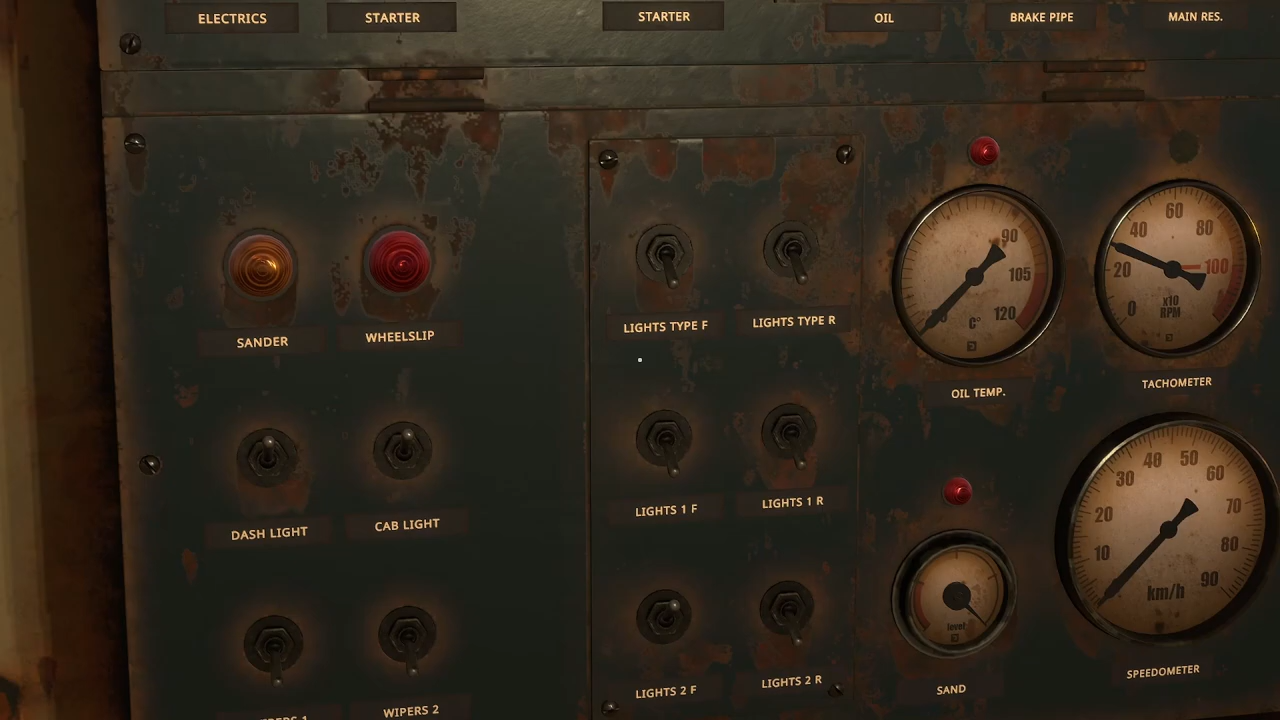 ELECTRICS
STARTER
STARTER
OIL
BRAKE PIPE
MAIN RES.
SANDER
WHEELSLIP
LIGHTS TYPE F
LIGHTS TYPE R
90
105
120
C°
OIL TEMP.
0
20
40
60
80
100
x10
RPM
TACHOMETER
DASH LIGHT
CAB LIGHT
LIGHTS 1 F
LIGHTS 1 R
10
20
30
40
50
60
70
80
90
km/h
SPEEDOMETER
WIPERS 2
LIGHTS 2 F
LIGHTS 2 R
level
SAND